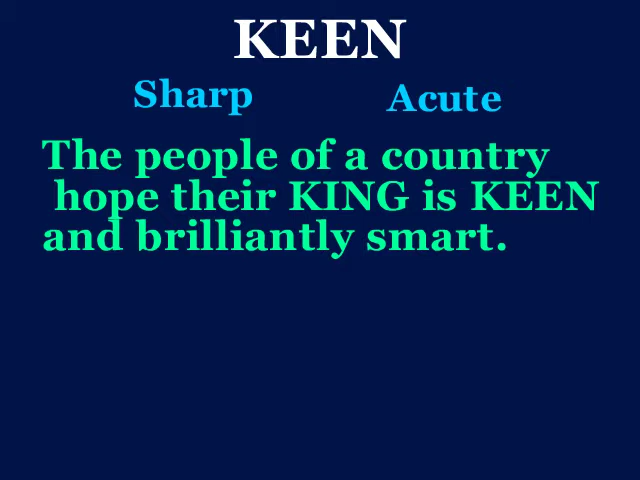 KEEN
Sharp Acute
The people of a country
hope their KING is KEEN
and brilliantly smart.